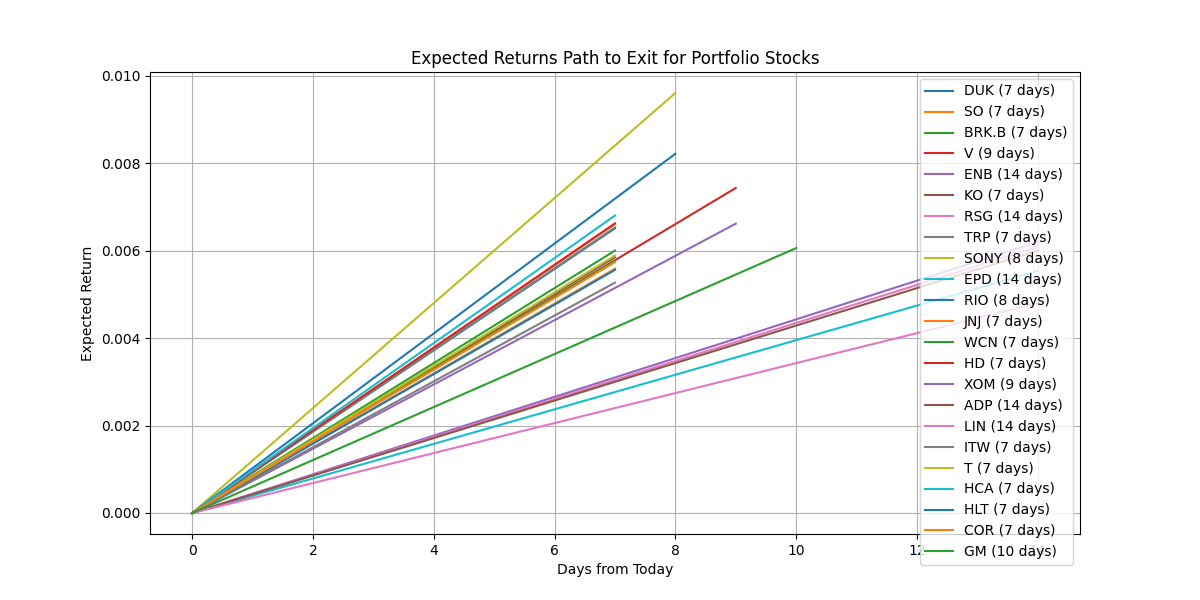 Expected Returns Path to Exit for Portfolio Stocks
Expected Return
0.010
0.008
0.006
0.004
0.002
0.000
0
2
4
6
8
10
12
Days from Today
DUK (7 days)
SO (7 days)
BRK.B (7 days)
V (9 days)
ENB (14 days)
KO (7 days)
RSG (14 days)
TRP (7 days)
SONY (8 days)
EPD (14 days)
RIO (8 days)
JNJ (7 days)
WCN (7 days)
HD (7 days)
XOM (9 days)
ADP (14 days)
LIN (14 days)
ITW (7 days)
T (7 days)
HCA (7 days)
HLT (7 days)
COR (7 days)
GM (10 days)